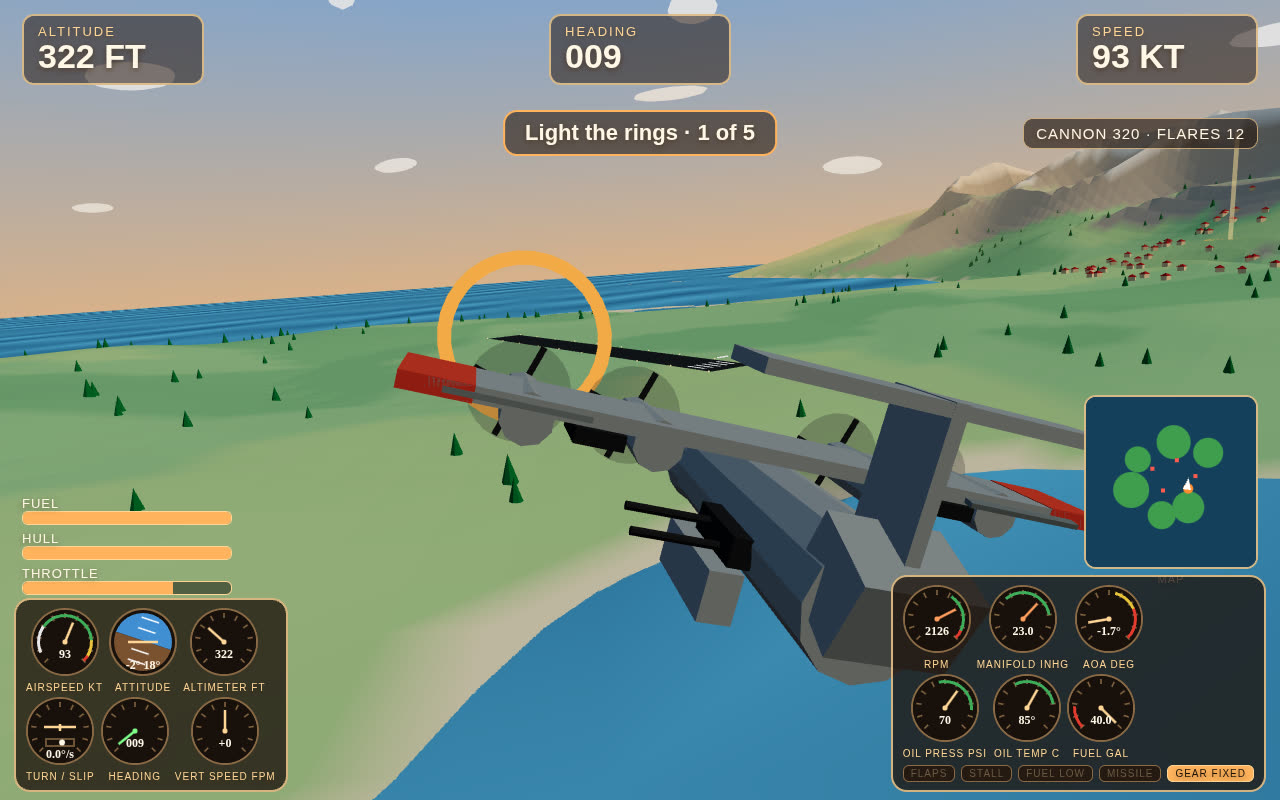 ALTITUDE
322 FT
HEADING
009
SPEED
93 KT
Light the rings · 1 of 5
CANNON 320 · FLARES 12
FUEL
HULL
THROTTLE
MAP
93
-2° 18°
322
AIRSPEED KT
ATTITUDE
ALTIMETER FT
0.0°/s
009
+0
TURN / SLIP
HEADING
VERT SPEED FPM
2126
23.0
-1.7°
RPM
MANIFOLD INHG
AOA DEG
70
85°
40.0
OIL PRESS PSI
OIL TEMP C
FUEL GAL
FLAPS
STALL
FUEL LOW
MISSILE
GEAR FIXED